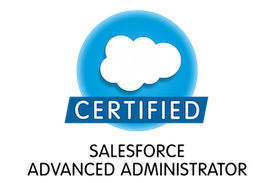 CERTIFIED
SALESFORCE
ADVANCED ADMINISTRATOR